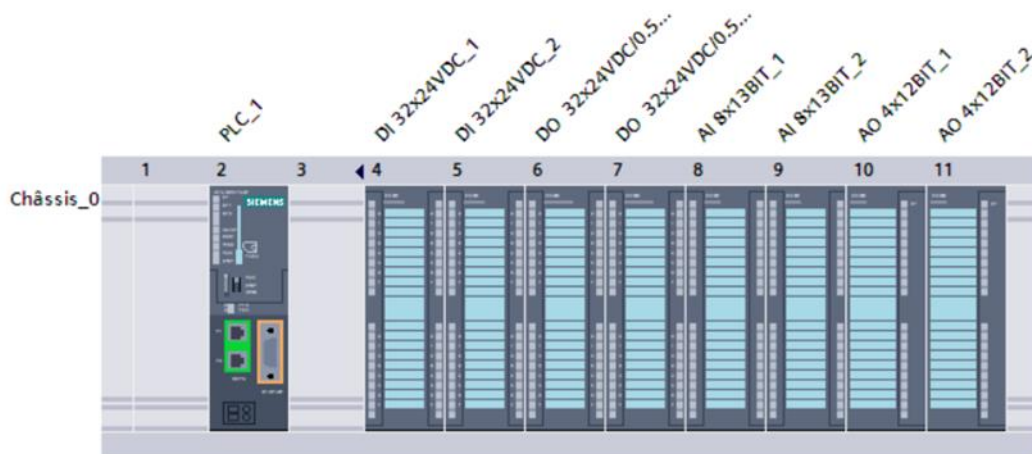 PLC_1
DI 32x24VDC_1
DI 32x24VDC_2
DO 32x24VDC/0.5...
DO 32x24VDC/0.5...
AI 8x13BIT_1
AI 8x13BIT_2
AO 4x12BIT_1
AO 4x12BIT_2
1 2 3 4 5 6 7 8 9 10 11
Châssis_0
SIEMENS